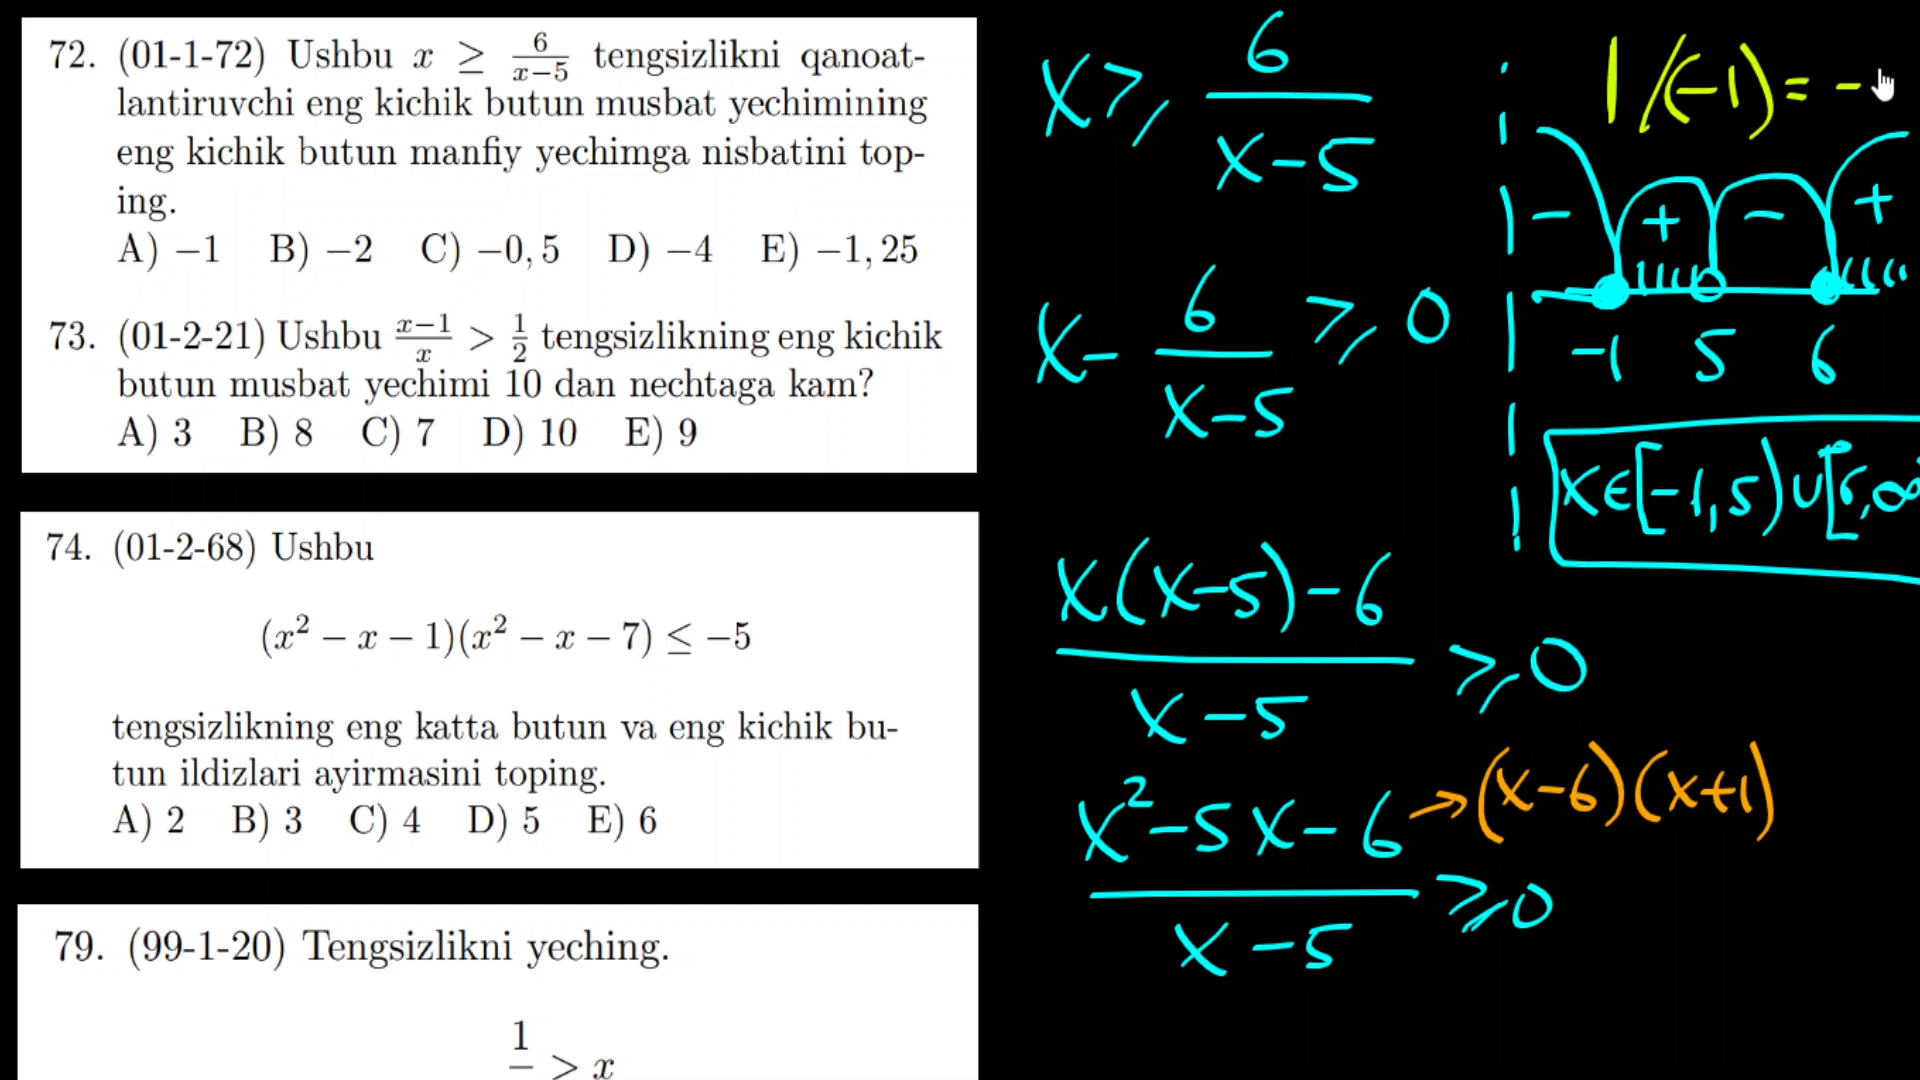 72. (01-1-72) Ushbu x ≥ 6/(x−5) tengsizlikni qanoat-
lantiruvchi eng kichik butun musbat yechimining
eng kichik butun manfiy yechimga nisbatini top-
ing.
A) −1 B) −2 C) −0, 5 D) −4 E) −1, 25
73. (01-2-21) Ushbu (x−1)/x > 1/2 tengsizlikning eng kichik
butun musbat yechimi 10 dan nechtaga kam?
A) 3 B) 8 C) 7 D) 10 E) 9
74. (01-2-68) Ushbu
(x² − x − 1)(x² − x − 7) ≤ −5
tengsizlikning eng katta butun va eng kichik bu-
tun ildizlari ayirmasini toping.
A) 2 B) 3 C) 4 D) 5 E) 6
79. (99-1-20) Tengsizlikni yeching.
1
— > x
x ≥ 6/(x−5)
x − 6/(x−5) ≥ 0
(x(x−5)−6)/(x−5) ≥ 0
(x²−5x−6)/(x−5) ≥ 0
→(x−6)(x+1)
1/(−1) = −
− + − +
−1 5 6
x∈[−1,5)∪[6,∞